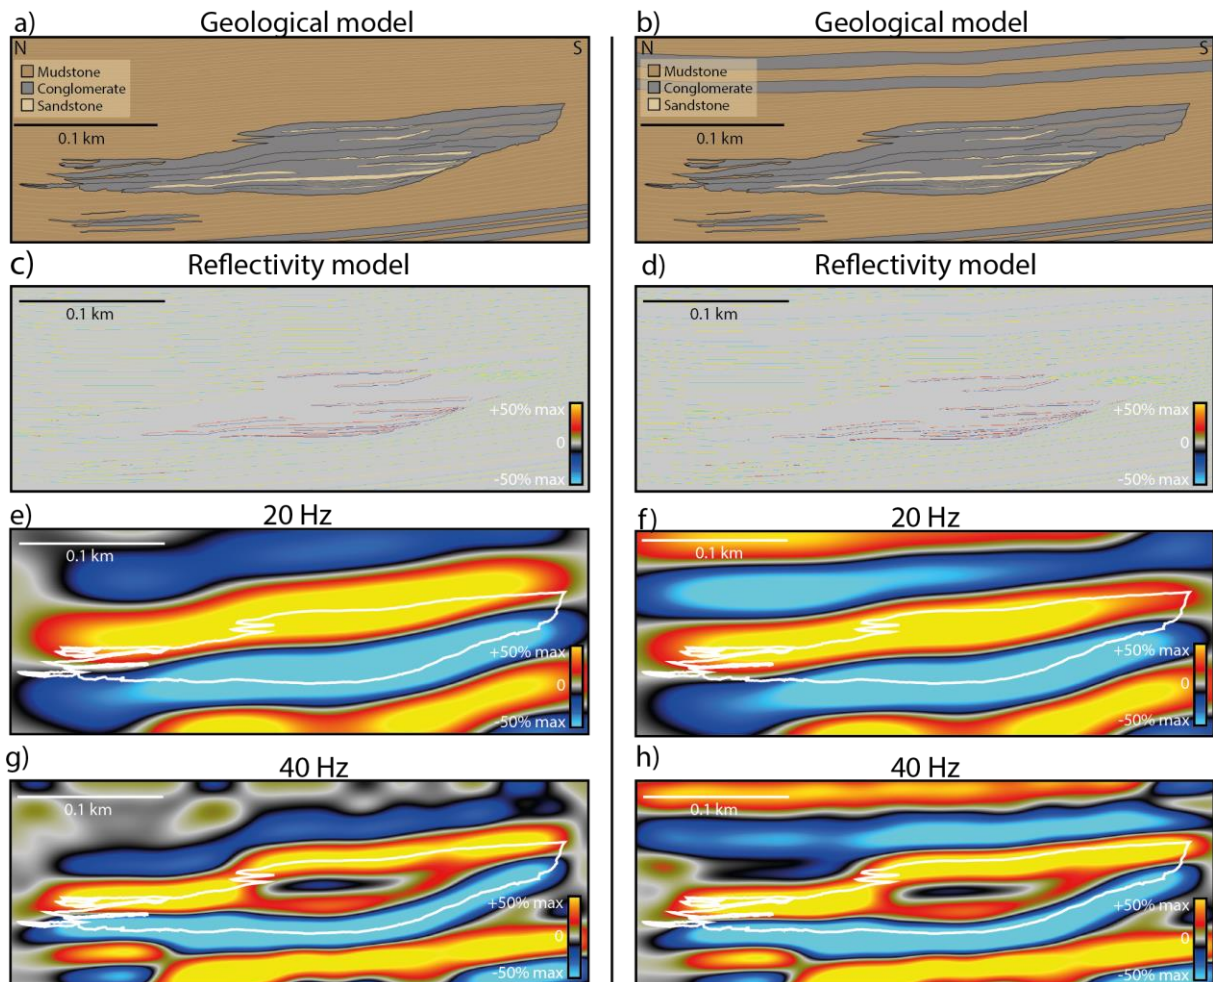 a) Geological model
N S
Mudstone
Conglomerate
Sandstone
0.1 km
b) Geological model
N S
Mudstone
Conglomerate
Sandstone
0.1 km
c) Reflectivity model
0.1 km
+50% max
0
-50% max
d) Reflectivity model
0.1 km
+50% max
0
-50% max
e) 20 Hz
0.1 km
+50% max
0
-50% max
f) 20 Hz
0.1 km
+50% max
0
-50% max
g) 40 Hz
0.1 km
+50% max
0
-50% max
h) 40 Hz
0.1 km
+50% max
0
-50% max